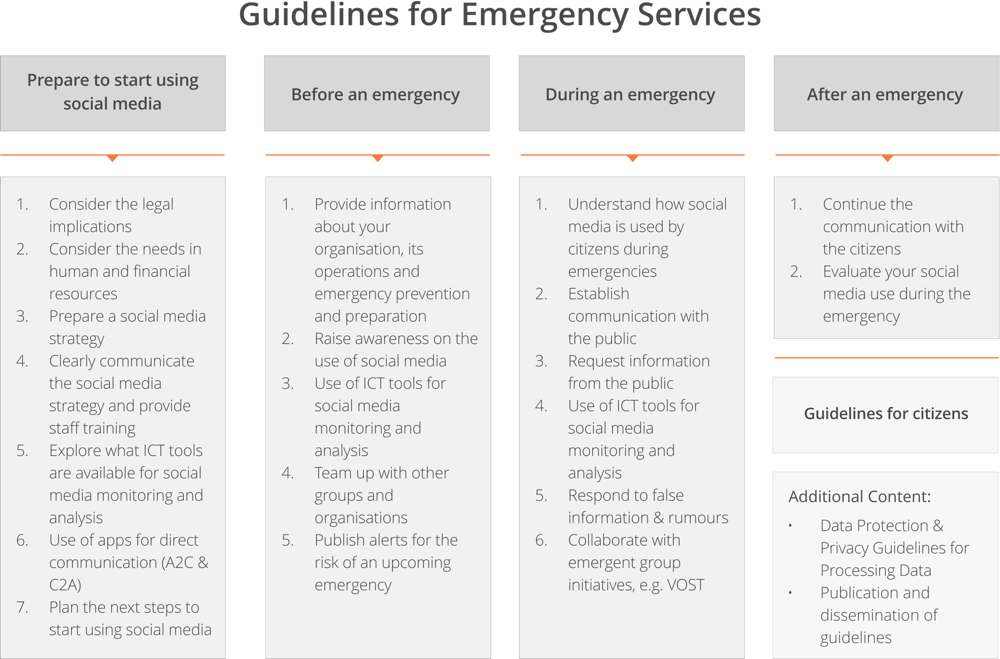 Guidelines for Emergency Services
Prepare to start using
social media
1. Consider the legal
implications
2. Consider the needs in
human and financial
resources
3. Prepare a social media
strategy
4. Clearly communicate
the social media
strategy and provide
staff training
5. Explore what ICT tools
are available for social
media monitoring and
analysis
6. Use of apps for direct
communication (A2C &
C2A)
7. Plan the next steps to
start using social media
Before an emergency
1. Provide information
about your
organisation, its
operations and
emergency prevention
and preparation
2. Raise awareness on the
use of social media
3. Use of ICT tools for
social media
monitoring and
analysis
4. Team up with other
groups and
organisations
5. Publish alerts for the
risk of an upcoming
emergency
During an emergency
1. Understand how social
media is used by
citizens during
emergencies
2. Establish
communication with
the public
3. Request information
from the public
4. Use of ICT tools for
social media
monitoring and
analysis
5. Respond to false
information & rumours
6. Collaborate with
emergent group
initiatives, e.g. VOST
After an emergency
1. Continue the
communication with
the citizens
2. Evaluate your social
media use during the
emergency
Guidelines for citizens
Additional Content:
• Data Protection &
Privacy Guidelines for
Processing Data
• Publication and
dissemination of
guidelines